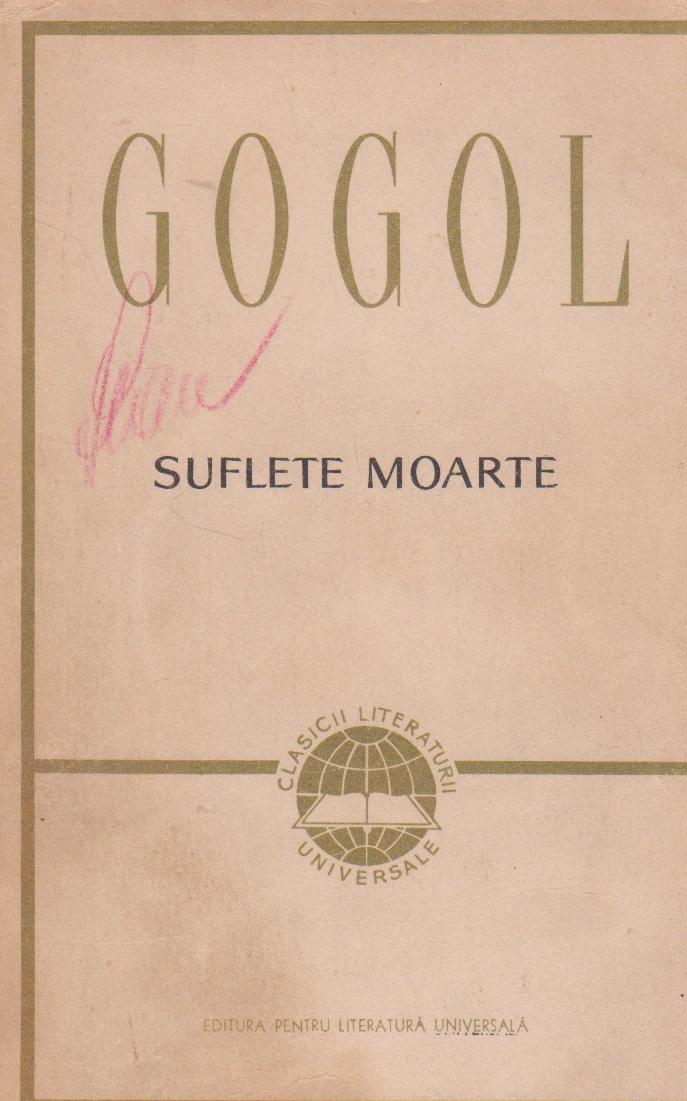 GOGOL
SUFLETE MOARTE
CLASICII LITERATURII
UNIVERSALE
EDITURA PENTRU LITERATURĂ UNIVERSALĂ